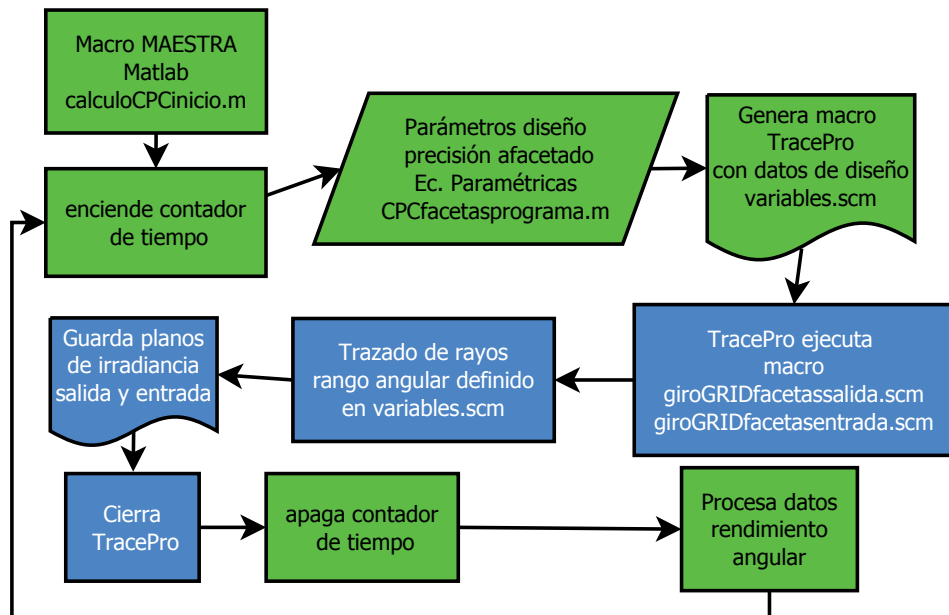 Macro MAESTRA
Matlab
calculoCPCinicio.m
enciende contador
de tiempo
Parámetros diseño
precisión afacetado
Ec. Paramétricas
CPCfacetasprograma.m
Genera macro
TracePro
con datos de diseño
variables.scm
TracePro ejecuta
macro
giroGRIDfacetassalida.scm
giroGRIDfacetasentrada.scm
Trazado de rayos
rango angular definido
en variables.scm
Guarda planos
de irradiancia
salida y entrada
Cierra
TracePro
apaga contador
de tiempo
Procesa datos
rendimiento
angular